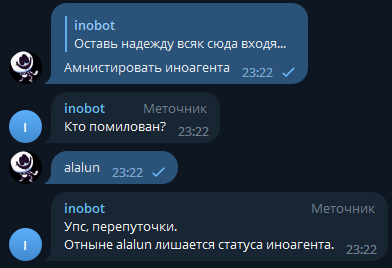 inobot
Оставь надежду всяк сюда входя...
Амнистировать иноагента 23:22
inobot Меточник
Кто помилован? 23:22
I
alalun 23:22
inobot Меточник
Упс, перепуточки.
Отныне alalun лишается статуса иноагента. 23:22
I